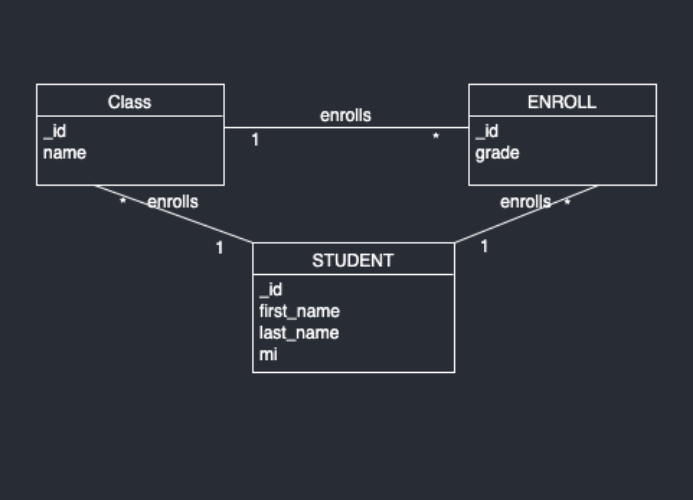 Class
_id
name
enrolls
1
*
ENROLL
_id
grade
* enrolls
1
enrolls *
1
STUDENT
_id
first_name
last_name
mi